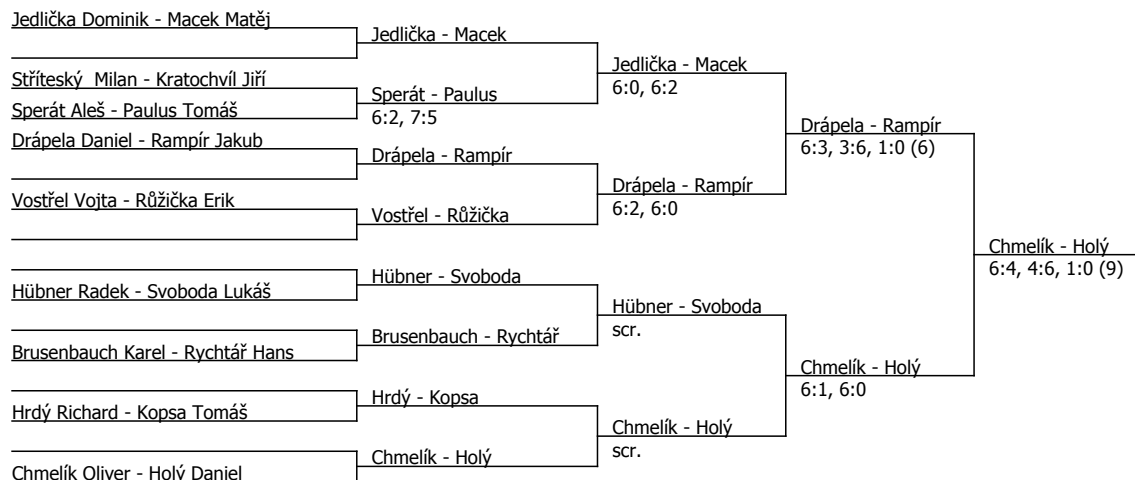 Jedlička Dominik - Macek Matěj
Stříteský  Milan - Kratochvíl Jiří
Sperát Aleš - Paulus Tomáš
Drápela Daniel - Rampír Jakub
Vostřel Vojta - Růžička Erik
Hübner Radek - Svoboda Lukáš
Brusenbauch Karel - Rychtář Hans
Hrdý Richard - Kopsa Tomáš
Chmelík Oliver - Holý Daniel
Jedlička - Macek
Sperát - Paulus
6:2, 7:5
Drápela - Rampír
Vostřel - Růžička
Hübner - Svoboda
Brusenbauch - Rychtář
Hrdý - Kopsa
Chmelík - Holý
Jedlička - Macek
6:0, 6:2
Drápela - Rampír
6:2, 6:0
Hübner - Svoboda
scr.
Chmelík - Holý
scr.
Drápela - Rampír
6:3, 3:6, 1:0 (6)
Chmelík - Holý
6:1, 6:0
Chmelík - Holý
6:4, 4:6, 1:0 (9)